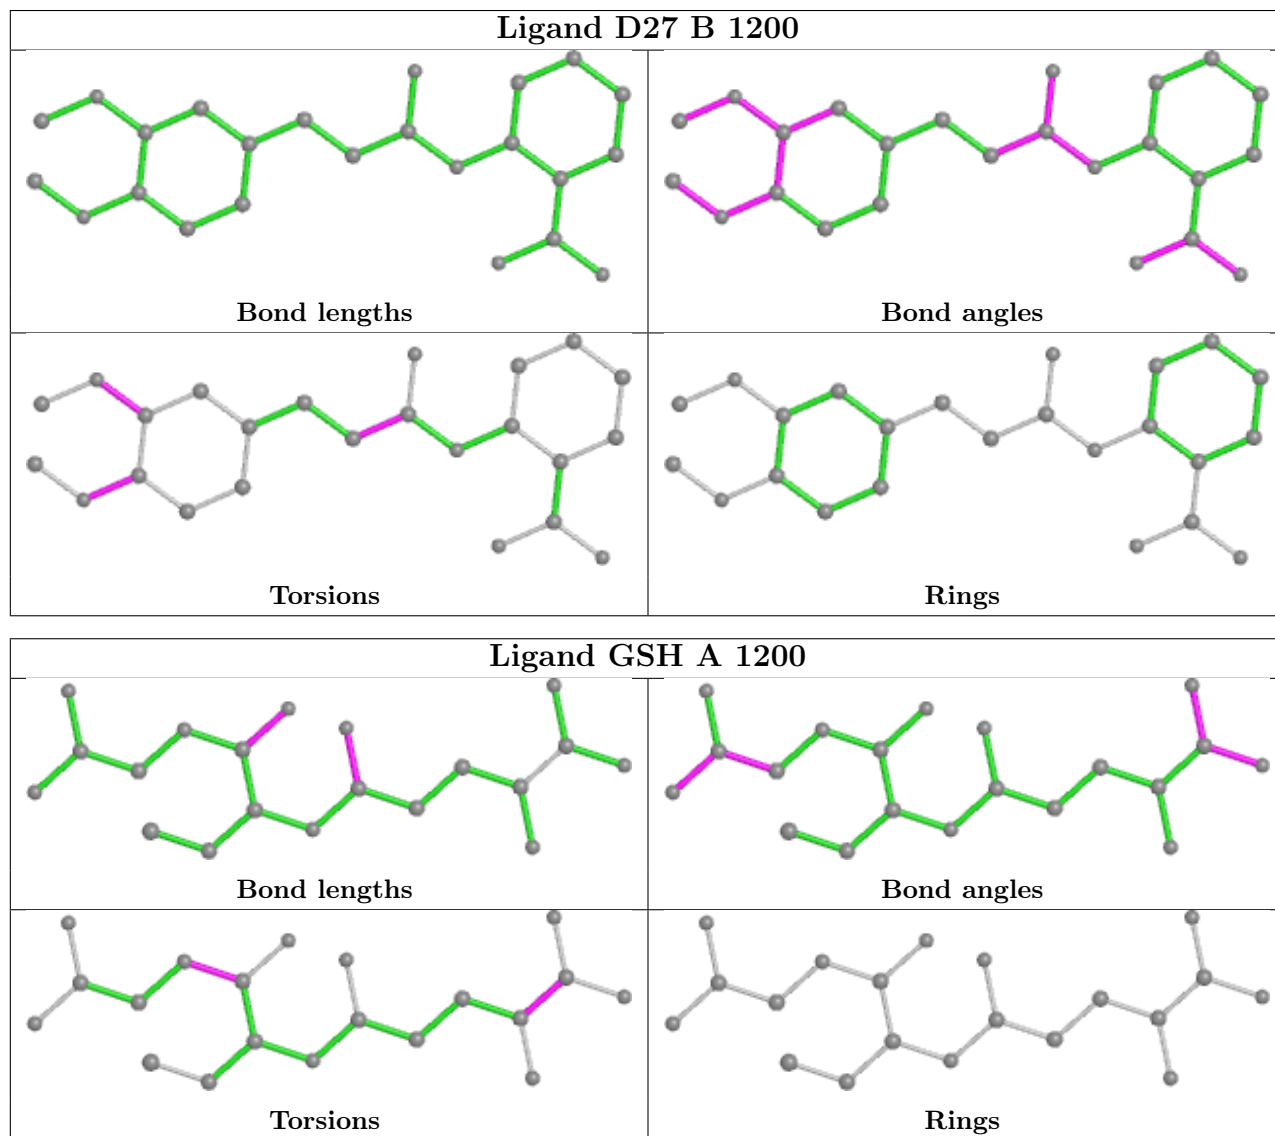 Ligand D27 B 1200
Bond lengths
Bond angles
Torsions
Rings
Ligand GSH A 1200
Bond lengths
Bond angles
Torsions
Rings